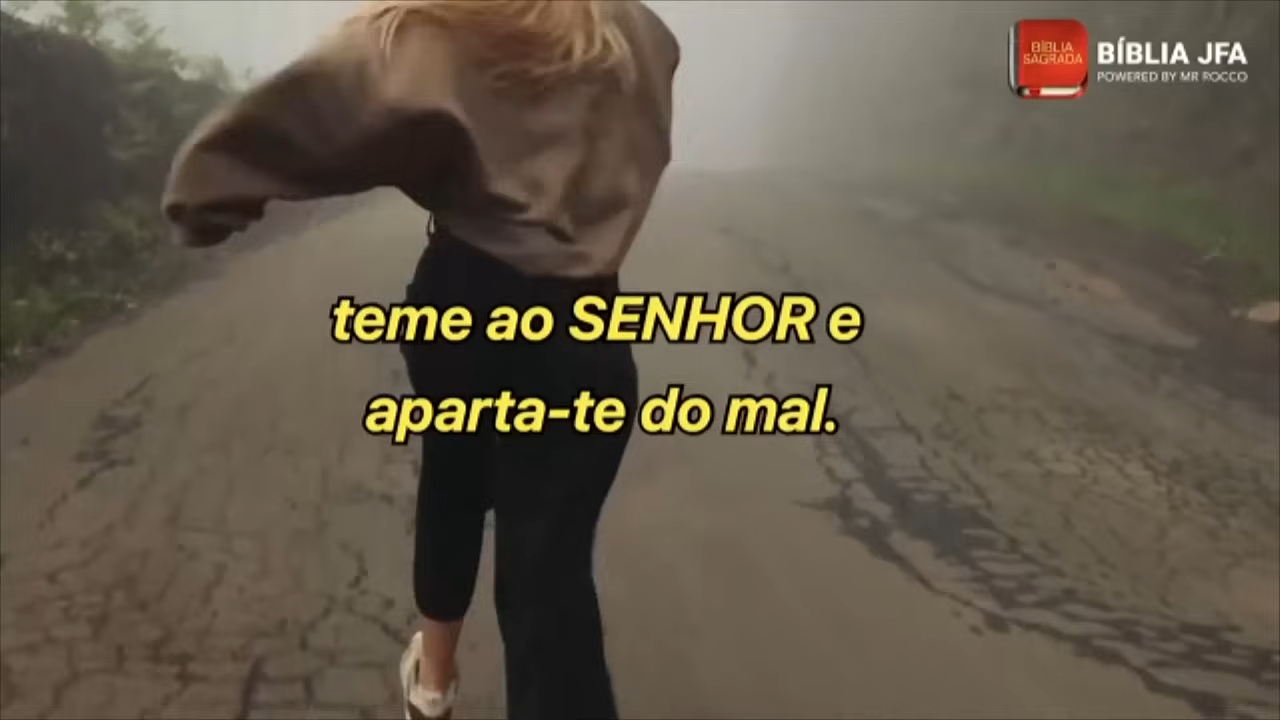 BÍBLIA
SAGRADA
BÍBLIA JFA
POWERED BY MR ROCCO
teme ao SENHOR e
aparta-te do mal.